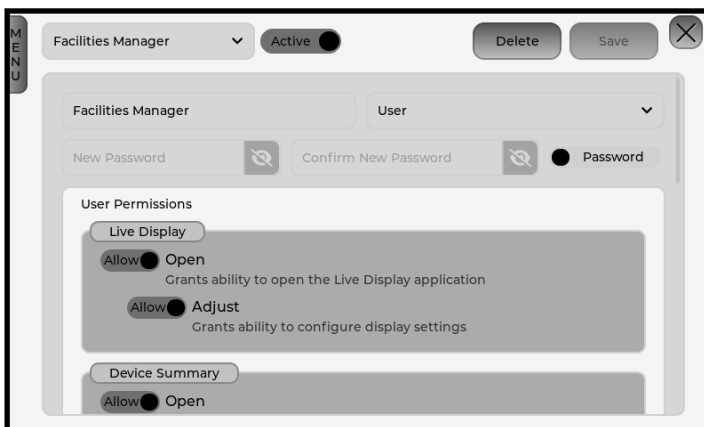 MENU
Facilities Manager
Active
Delete
Save
Facilities Manager
User
New Password
Confirm New Password
Password
User Permissions
Live Display
Allow Open
Grants ability to open the Live Display application
Allow Adjust
Grants ability to configure display settings
Device Summary
Allow Open